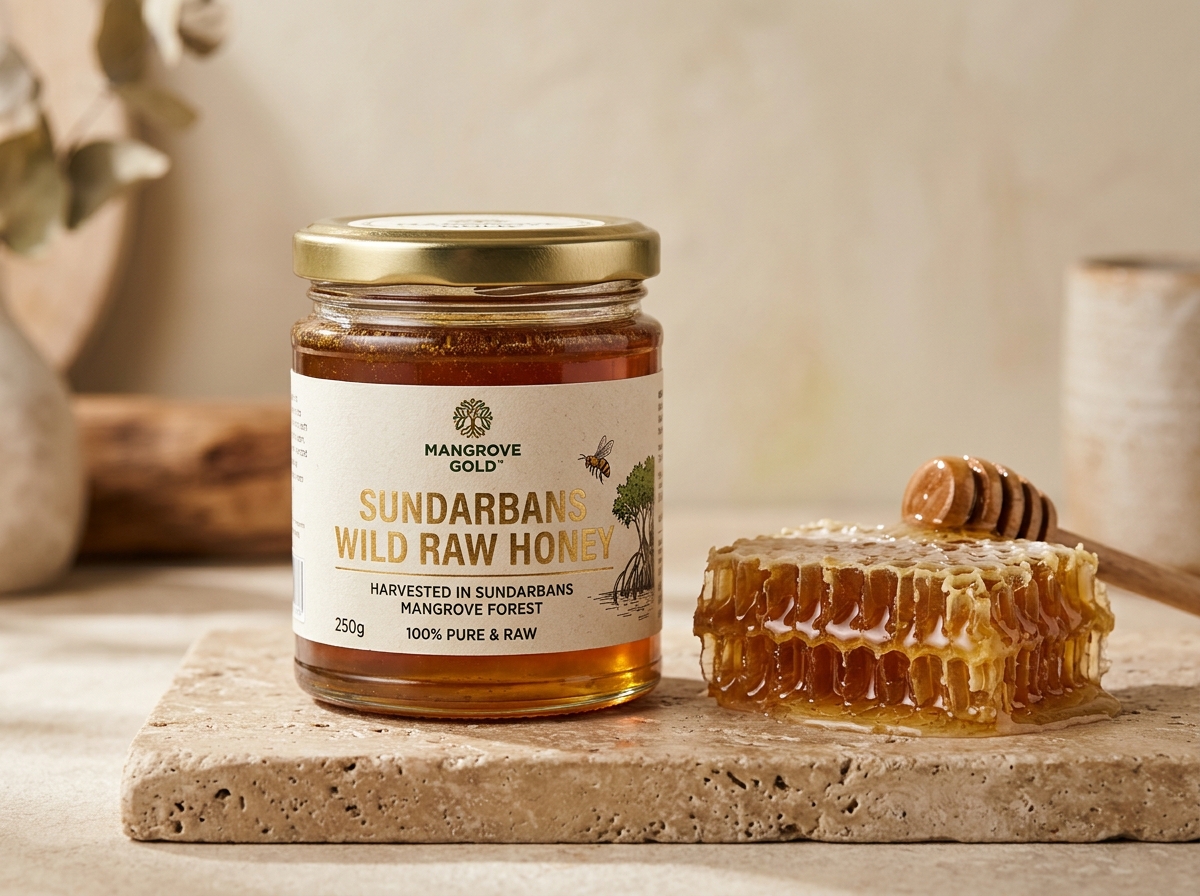 MANGROVE
GOLD™
SUNDARBANS
WILD RAW HONEY
HARVESTED IN SUNDARBANS
MANGROVE FOREST
250g
100% PURE & RAW